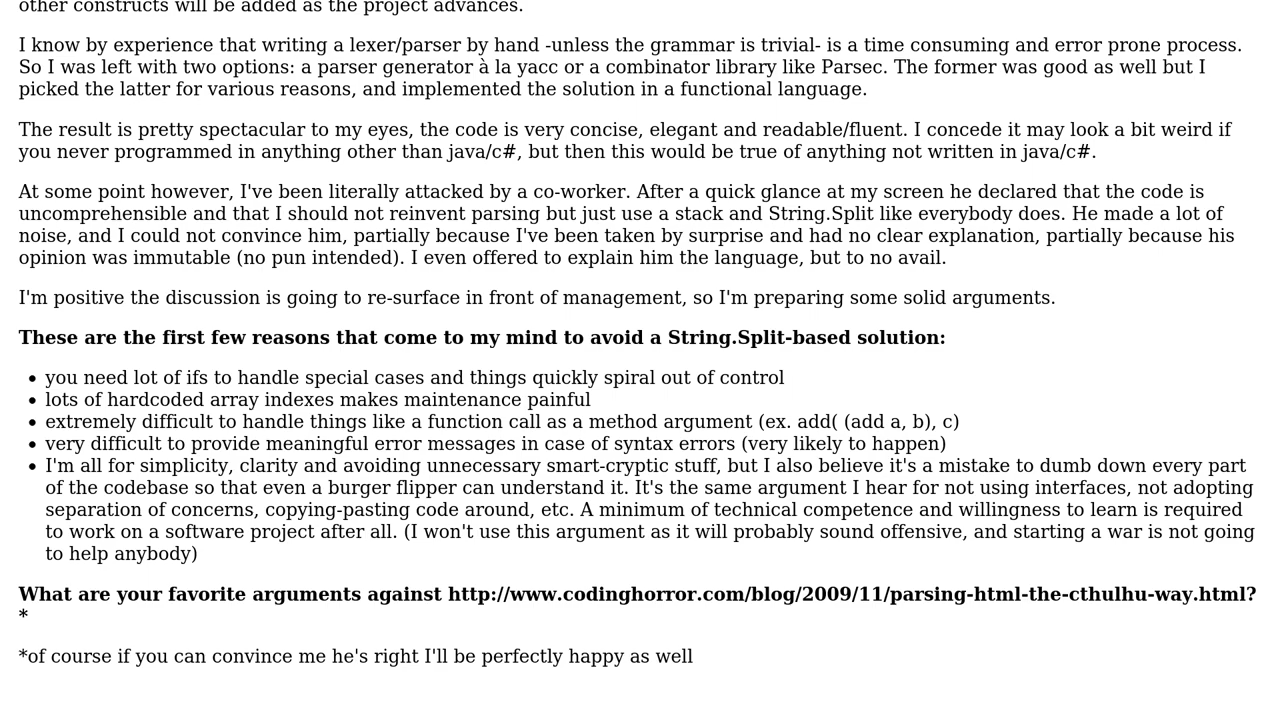 other constructs will be added as the project advances.
I know by experience that writing a lexer/parser by hand -unless the grammar is trivial- is a time consuming and error prone process.
So I was left with two options: a parser generator à la yacc or a combinator library like Parsec. The former was good as well but I
picked the latter for various reasons, and implemented the solution in a functional language.
The result is pretty spectacular to my eyes, the code is very concise, elegant and readable/fluent. I concede it may look a bit weird if
you never programmed in anything other than java/c#, but then this would be true of anything not written in java/c#.
At some point however, I've been literally attacked by a co-worker. After a quick glance at my screen he declared that the code is
uncomprehensible and that I should not reinvent parsing but just use a stack and String.Split like everybody does. He made a lot of
noise, and I could not convince him, partially because I've been taken by surprise and had no clear explanation, partially because his
opinion was immutable (no pun intended). I even offered to explain him the language, but to no avail.
I'm positive the discussion is going to re-surface in front of management, so I'm preparing some solid arguments.
These are the first few reasons that come to my mind to avoid a String.Split-based solution:
• you need lot of ifs to handle special cases and things quickly spiral out of control
• lots of hardcoded array indexes makes maintenance painful
• extremely difficult to handle things like a function call as a method argument (ex. add( (add a, b), c)
• very difficult to provide meaningful error messages in case of syntax errors (very likely to happen)
• I'm all for simplicity, clarity and avoiding unnecessary smart-cryptic stuff, but I also believe it's a mistake to dumb down every part
of the codebase so that even a burger flipper can understand it. It's the same argument I hear for not using interfaces, not adopting
separation of concerns, copying-pasting code around, etc. A minimum of technical competence and willingness to learn is required
to work on a software project after all. (I won't use this argument as it will probably sound offensive, and starting a war is not going
to help anybody)
What are your favorite arguments against http://www.codinghorror.com/blog/2009/11/parsing-html-the-cthulhu-way.html?
*
*of course if you can convince me he's right I'll be perfectly happy as well